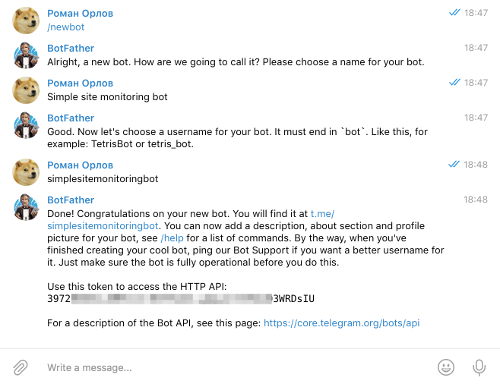 Роман Орлов 18:47
/newbot
BotFather 18:47
Alright, a new bot. How are we going to call it? Please choose a name for your bot.
Роман Орлов 18:47
Simple site monitoring bot
BotFather 18:47
Good. Now let's choose a username for your bot. It must end in `bot`. Like this, for
example: TetrisBot or tetris_bot.
Роман Орлов 18:48
simplesitemonitoringbot
BotFather 18:48
Done! Congratulations on your new bot. You will find it at t.me/
simplesitemonitoringbot. You can now add a description, about section and profile
picture for your bot, see /help for a list of commands. By the way, when you've
finished creating your cool bot, ping our Bot Support if you want a better username for
it. Just make sure the bot is fully operational before you do this.
Use this token to access the HTTP API:
3972 3WRDsIU
For a description of the Bot API, see this page: https://core.telegram.org/bots/api
Write a message...